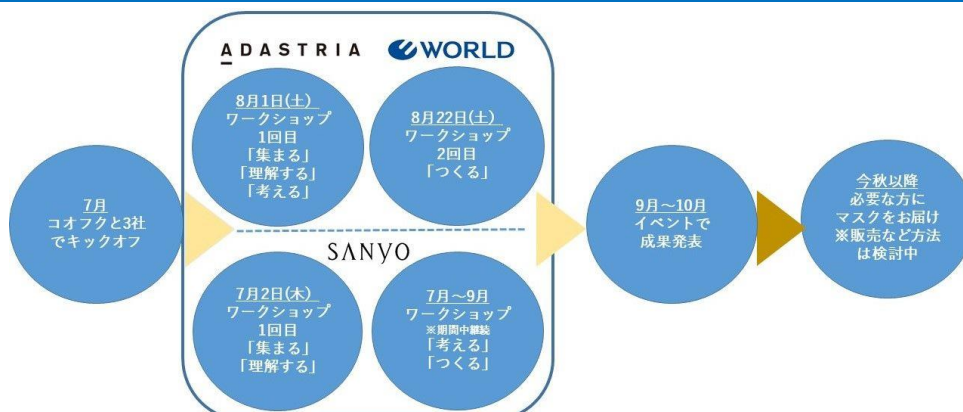 ADASTRIA
WORLD
7月
コオフクと3社
でキックオフ
8月1日(土)
ワークショップ
1回目
「集まる」
「理解する」
「考える」
8月22日(土)
ワークショップ
2回目
「つくる」
SANYO
7月2日(木)
ワークショップ
1回目
「集まる」
「理解する」
7月～9月
ワークショップ
※期間中継続
「考える」
「つくる」
9月～10月
イベントで
成果発表
今秋以降
必要な方に
マスクをお届け
※販売など方法
は検討中